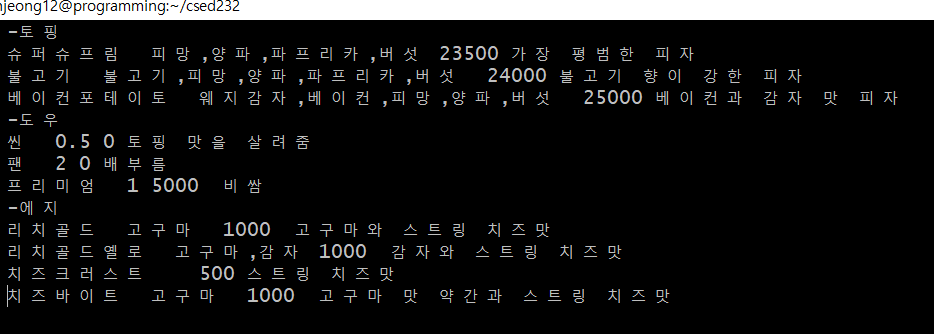 njeong12@programming:~/csed232
-토핑
슈퍼슈프림 피망,양파,파프리카,버섯 23500 가장 평범한 피자
불고기 불고기,피망,양파,파프리카,버섯 24000 불고기 향이 강한 피자
베이컨포테이토 웨지감자,베이컨,피망,양파,버섯 25000 베이컨과 감자 맛 피자
-도우
씬 0.5 0 토핑 맛을 살려줌
팬 2 0 배부름
프리미엄 1 5000 비쌈
-에지
리치골드 고구마 1000 고구마와 스트링 치즈맛
리치골드옐로 고구마,감자 1000 감자와 스트링 치즈맛
치즈크러스트 500 스트링 치즈맛
치즈바이트 고구마 1000 고구마 맛 약간과 스트링 치즈맛